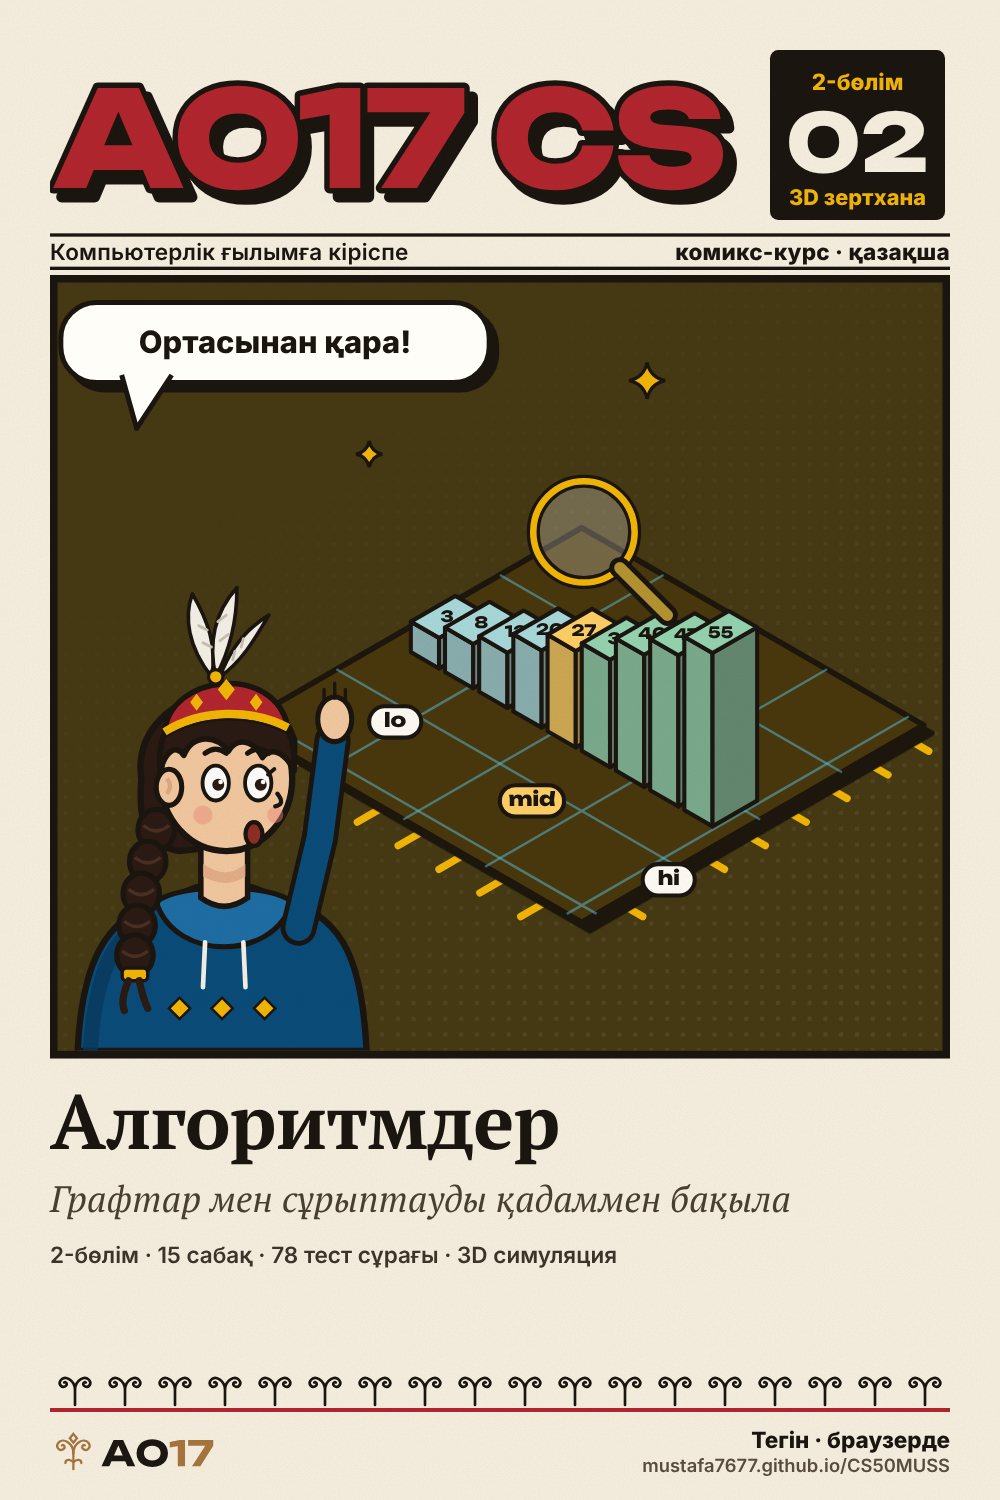 AO17 CS
2-бөлім
02
3D зертхана
Компьютерлік ғылымға кіріспе
комикс-курс · қазақша
Ортасынан қара!
3
8
27
55
lo
mid
hi
Алгоритмдер
Графтар мен сұрыптауды қадаммен бақыла
2-бөлім · 15 сабақ · 78 тест сұрағы · 3D симуляция
AO17
Тегін · браузерде
mustafa7677.github.io/CS50MUSS